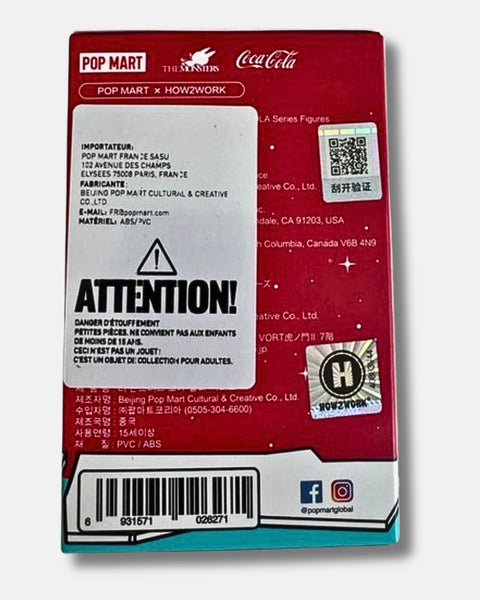 POP MART
THE MONSTERS
Coca-Cola
POP MART × HOW2WORK
LA Series Figures
IMPORTATEUR:
POP MART FRANCE SASU
102 AVENUE DES CHAMPS
ELYSEES 75008 PARIS, FRANCE
FABRICANTE:
BEIJING POP MART CULTURAL & CREATIVE
CO.,LTD
E-MAIL: FR@popmart.com
MATÉRIEL: ABS/PVC
ATTENTION!
DANGER D'ÉTOUFFEMENT
PETITES PIÈCES. NE CONVIENT PAS AUX ENFANTS
DE MOINS DE 15 ANS.
CECI N'EST PAS UN JOUET!
C'EST UN OBJET DE COLLECTION POUR ADULTES.
刮开验证
eative Co., Ltd.
nc.
ndale, CA 91203, USA
h Columbia, Canada V6B 4N9
ーズ
eative Co., Ltd.
VORT虎ノ門II 7階
.jp
H
HOW2WORK
제조자 : Beijing Pop Mart Cultural & Creative Co., Ltd.
수입자명 : ㈜팝마트코리아 (0505-304-6600)
제조국명 : 중국
사용연령 : 15세이상
재 질 : PVC / ABS
6 931571 026271
@popmartglobal